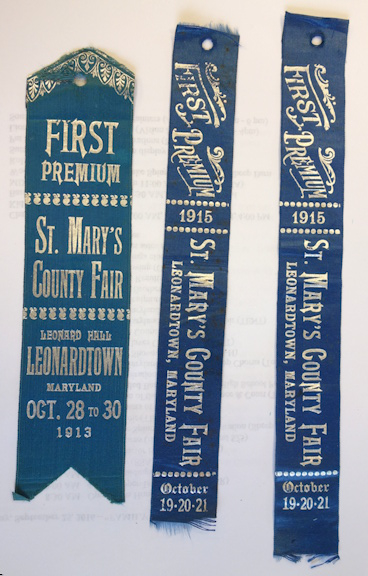 FIRST
PREMIUM
ST. MARY'S
COUNTY FAIR
LEONARD HALL
LEONARDTOWN
MARYLAND
OCT. 28 TO 30
1913
FIRST
PREMIUM
1915
ST. MARY'S COUNTY FAIR
LEONARDTOWN, MARYLAND
October
19-20-21
FIRST
PREMIUM
1915
ST. MARY'S COUNTY FAIR
LEONARDTOWN, MARYLAND
October
19-20-21